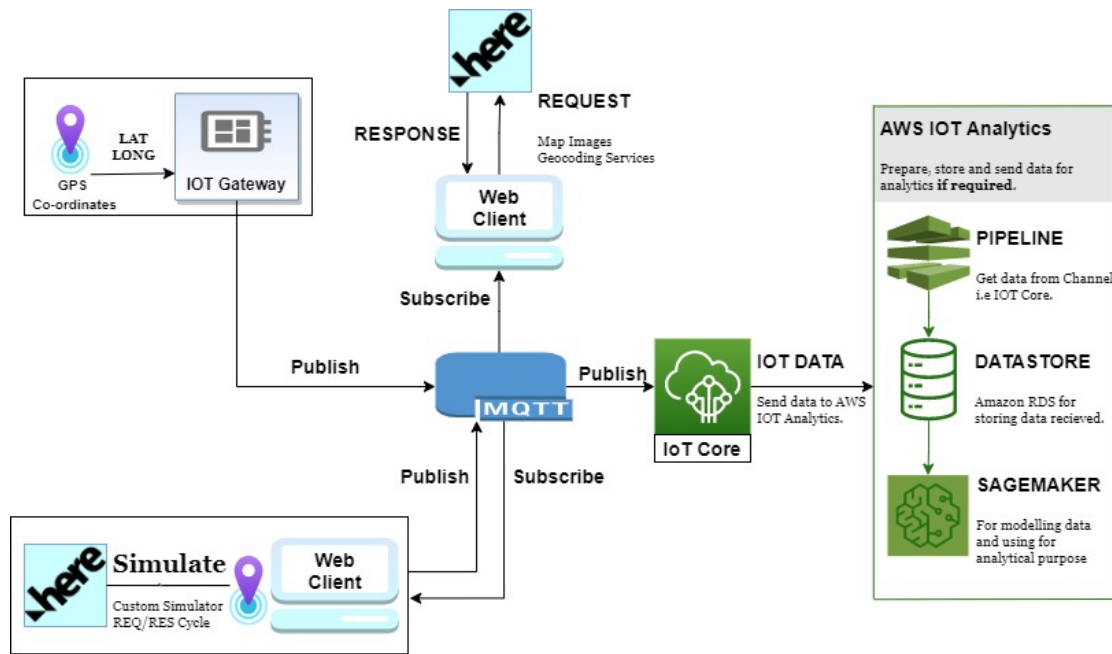 here
REQUEST
RESPONSE
Map Images
Geocoding Services
LAT
LONG
GPS
Co-ordinates
IOT Gateway
Web
Client
Subscribe
Publish
MQTT
Publish
IoT Core
IOT DATA
Send data to AWS
IOT Analytics.
AWS IOT Analytics
Prepare, store and send data for
analytics if required.
PIPELINE
Get data from Channel
i.e IOT Core.
DATASTORE
Amazon RDS for
storing data recieved.
SAGEMAKER
For modelling data
and using for
analytical purpose
Publish
Subscribe
here
Simulate
Custom Simulator
REQ/RES Cycle
Web
Client